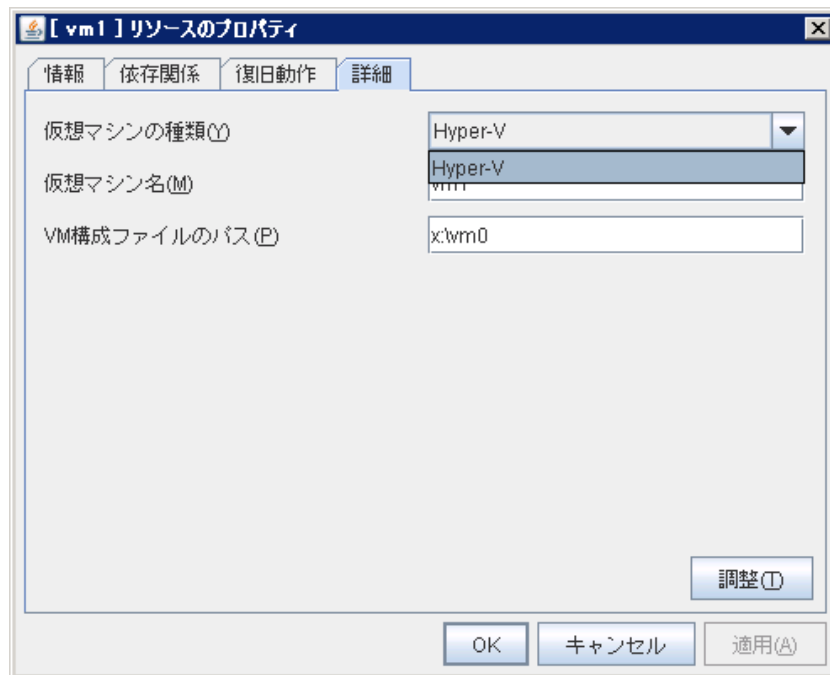 [ vm1 ] リソースのプロパティ
情報 依存関係 復旧動作 詳細
仮想マシンの種類(Y) Hyper-V
Hyper-V
仮想マシン名(M) vm1
VM構成ファイルのパス(P) x:\vm0
調整(T)
OK キャンセル 適用(A)